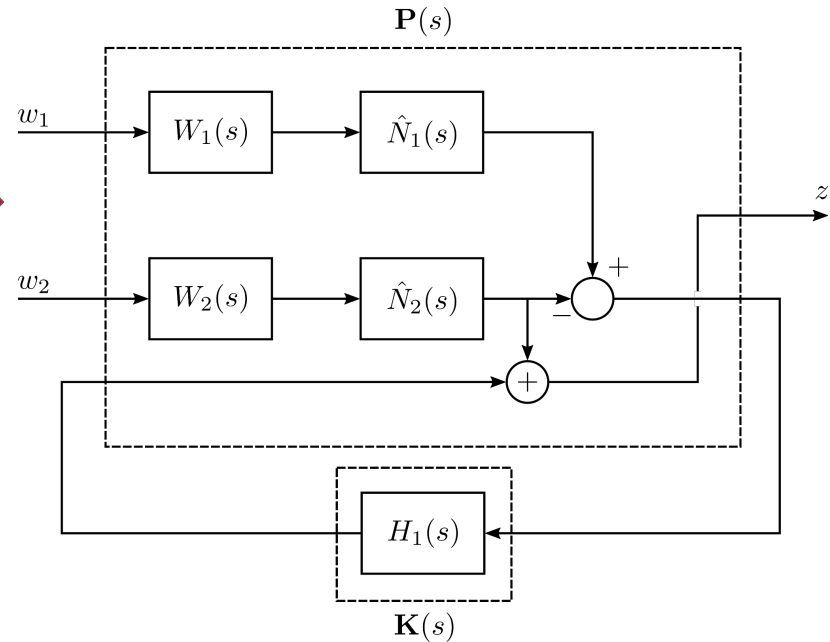 P(s)
w₁
W₁(s)
N̂₁(s)
z
+
w₂
W₂(s)
N̂₂(s)
−
+
H₁(s)
K(s)